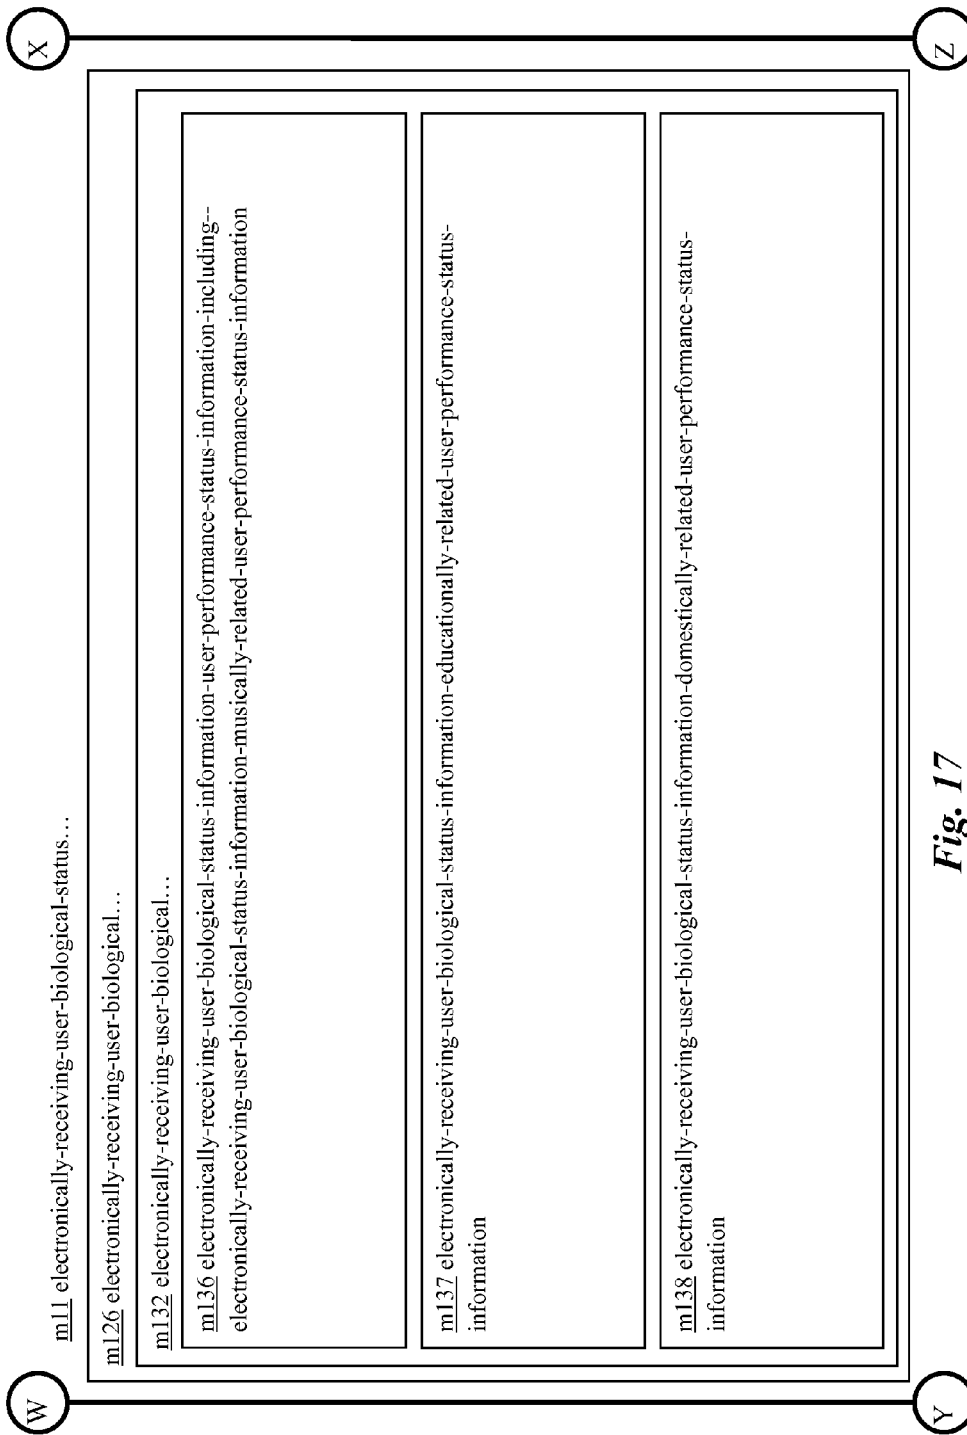 W
X
m11 electronically-receiving-user-biological-status…
m126 electronically-receiving-user-biological…
m132 electronically-receiving-user-biological…
m136 electronically-receiving-user-biological-status-information-user-performance-status-information-including--
electronically-receiving-user-biological-status-information-musically-related-user-performance-status-information
m137 electronically-receiving-user-biological-status-information-educationally-related-user-performance-status-
information
m138 electronically-receiving-user-biological-status-information-domestically-related-user-performance-status-
information
Y
Z
Fig. 17